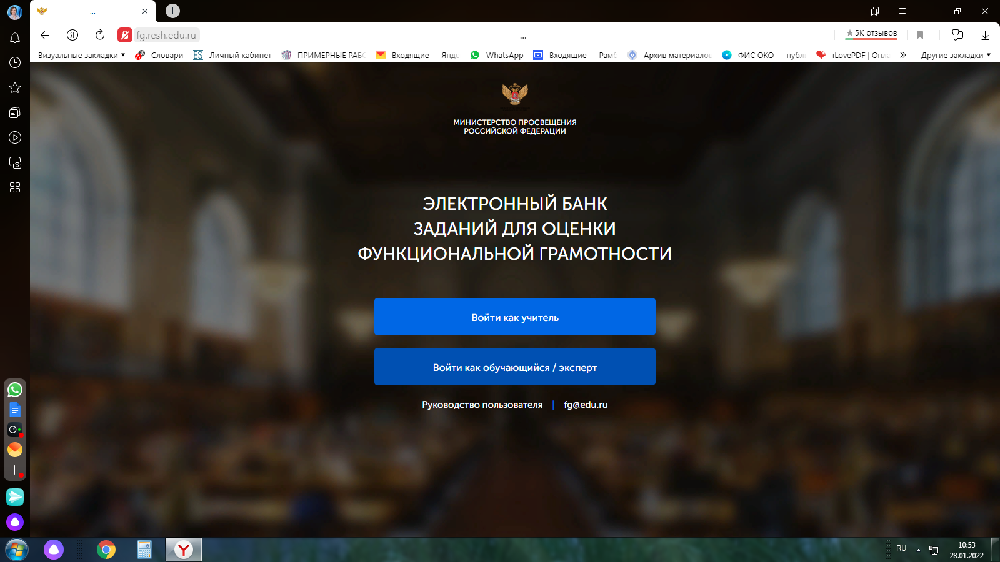 ...
fg.resh.edu.ru
...
5К отзывов
Визуальные закладки
Словари
ES Личный кабинет
ПРИМЕРНЫЕ РАБС
Входящие — Янде
WhatsApp
Входящие — Рамб
Архив материалов
ФИС ОКО — публ
iLovePDF | Онла
Другие закладки
МИНИСТЕРСТВО ПРОСВЕЩЕНИЯ
РОССИЙСКОЙ ФЕДЕРАЦИИ
ЭЛЕКТРОННЫЙ БАНК
ЗАДАНИЙ ДЛЯ ОЦЕНКИ
ФУНКЦИОНАЛЬНОЙ ГРАМОТНОСТИ
Войти как учитель
Войти как обучающийся / эксперт
Руководство пользователя | fg@edu.ru
RU
10:53
28.01.2022